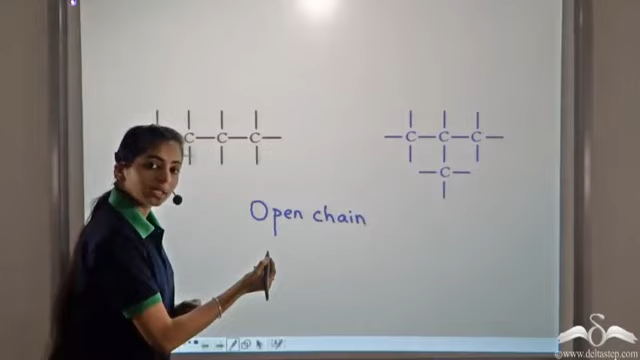 C — C — C
C — C — C
C
Open chain
©www.deltastep.com